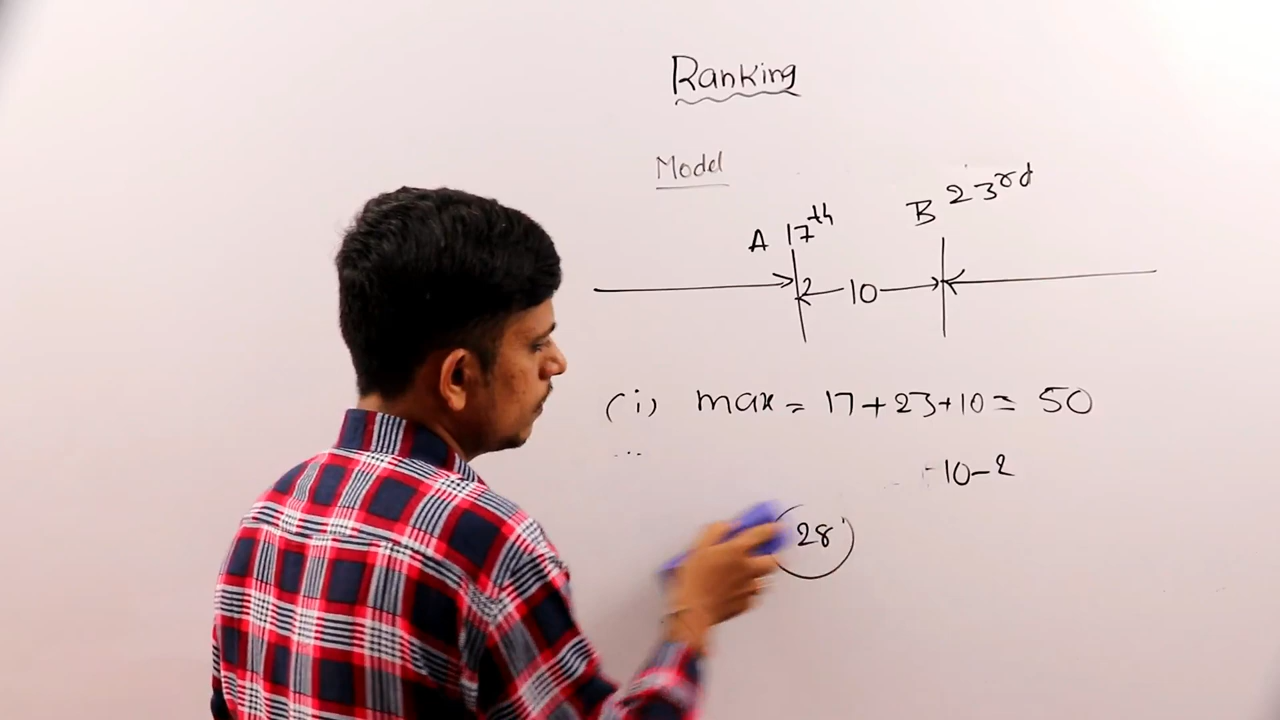 Ranking
Model
A 17th
B 23rd
10
(i) max = 17+23+10= 50
-10-2
28